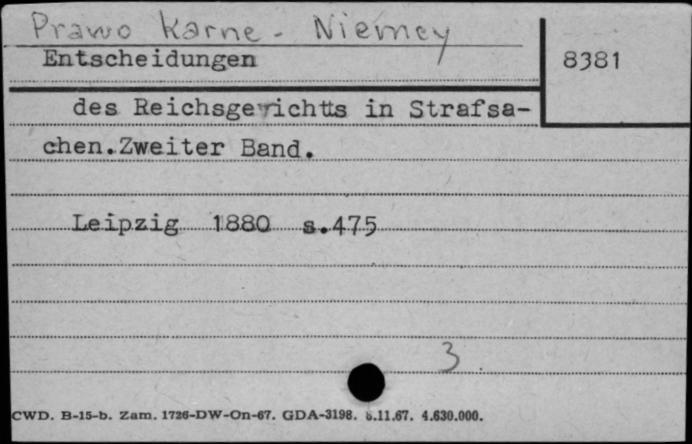 Prawo Karne - Niemcy
Entscheidungen
8381
des Reichsgerichtts in Strafsa-
chen.Zweiter Band.
Leipzig 1880 s.475
3
CWD. B-15-b. Zam. 1726-DW-On-67. GDA-3198. 8.11.67. 4.630.000.